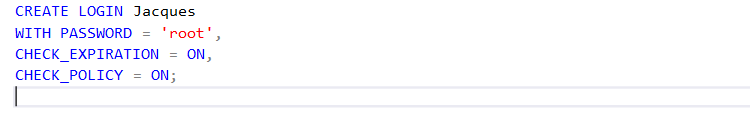 CREATE LOGIN Jacques
WITH PASSWORD = 'root',
CHECK_EXPIRATION = ON,
CHECK_POLICY = ON;